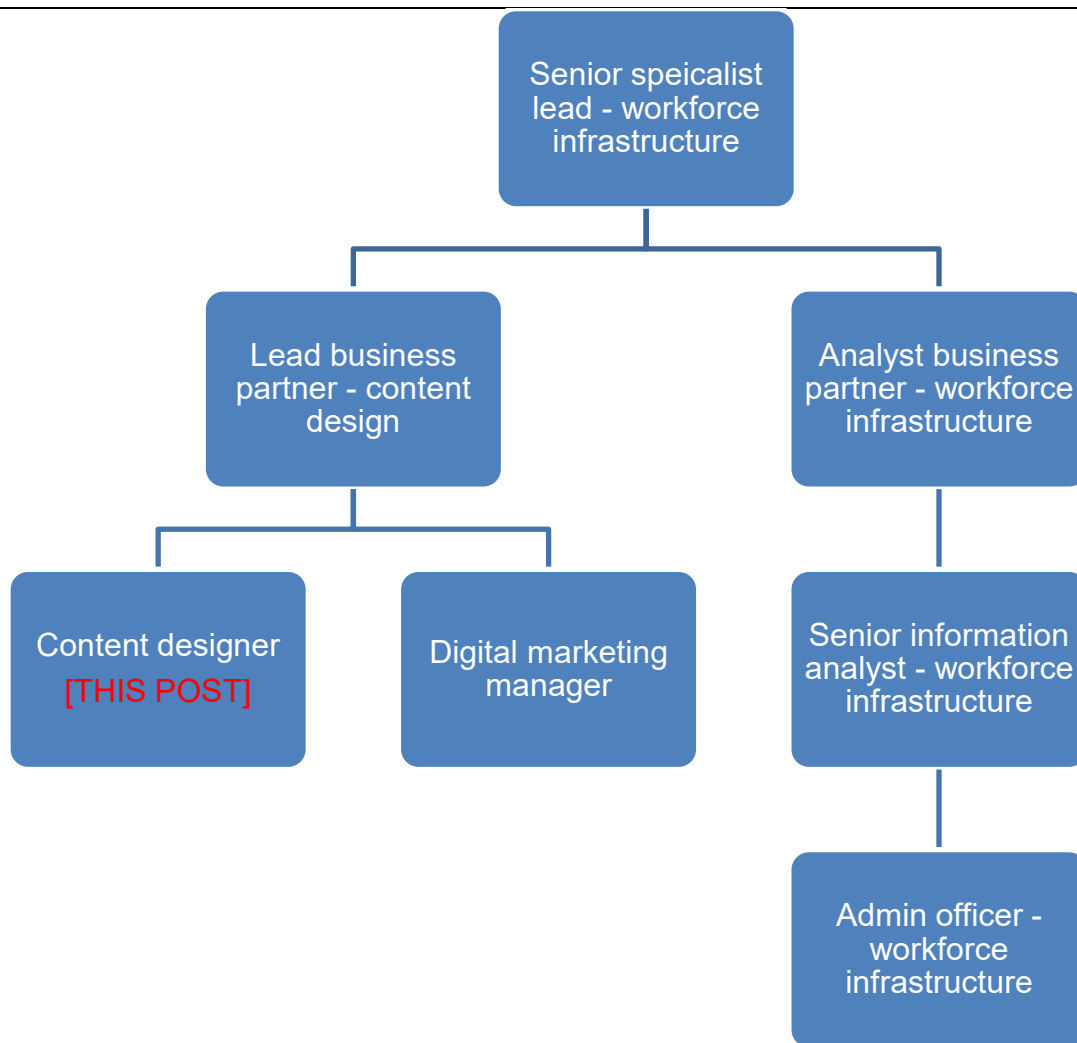 Senior speicalist
lead - workforce
infrastructure
Lead business
partner - content
design
Analyst business
partner - workforce
infrastructure
Content designer
[THIS POST]
Digital marketing
manager
Senior information
analyst - workforce
infrastructure
Admin officer -
workforce
infrastructure